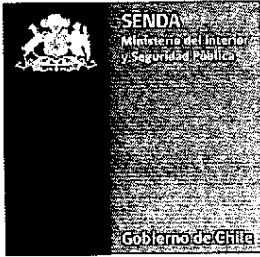 SENDA
Ministerio del Interior
y Seguridad Pública
Gobierno de Chile